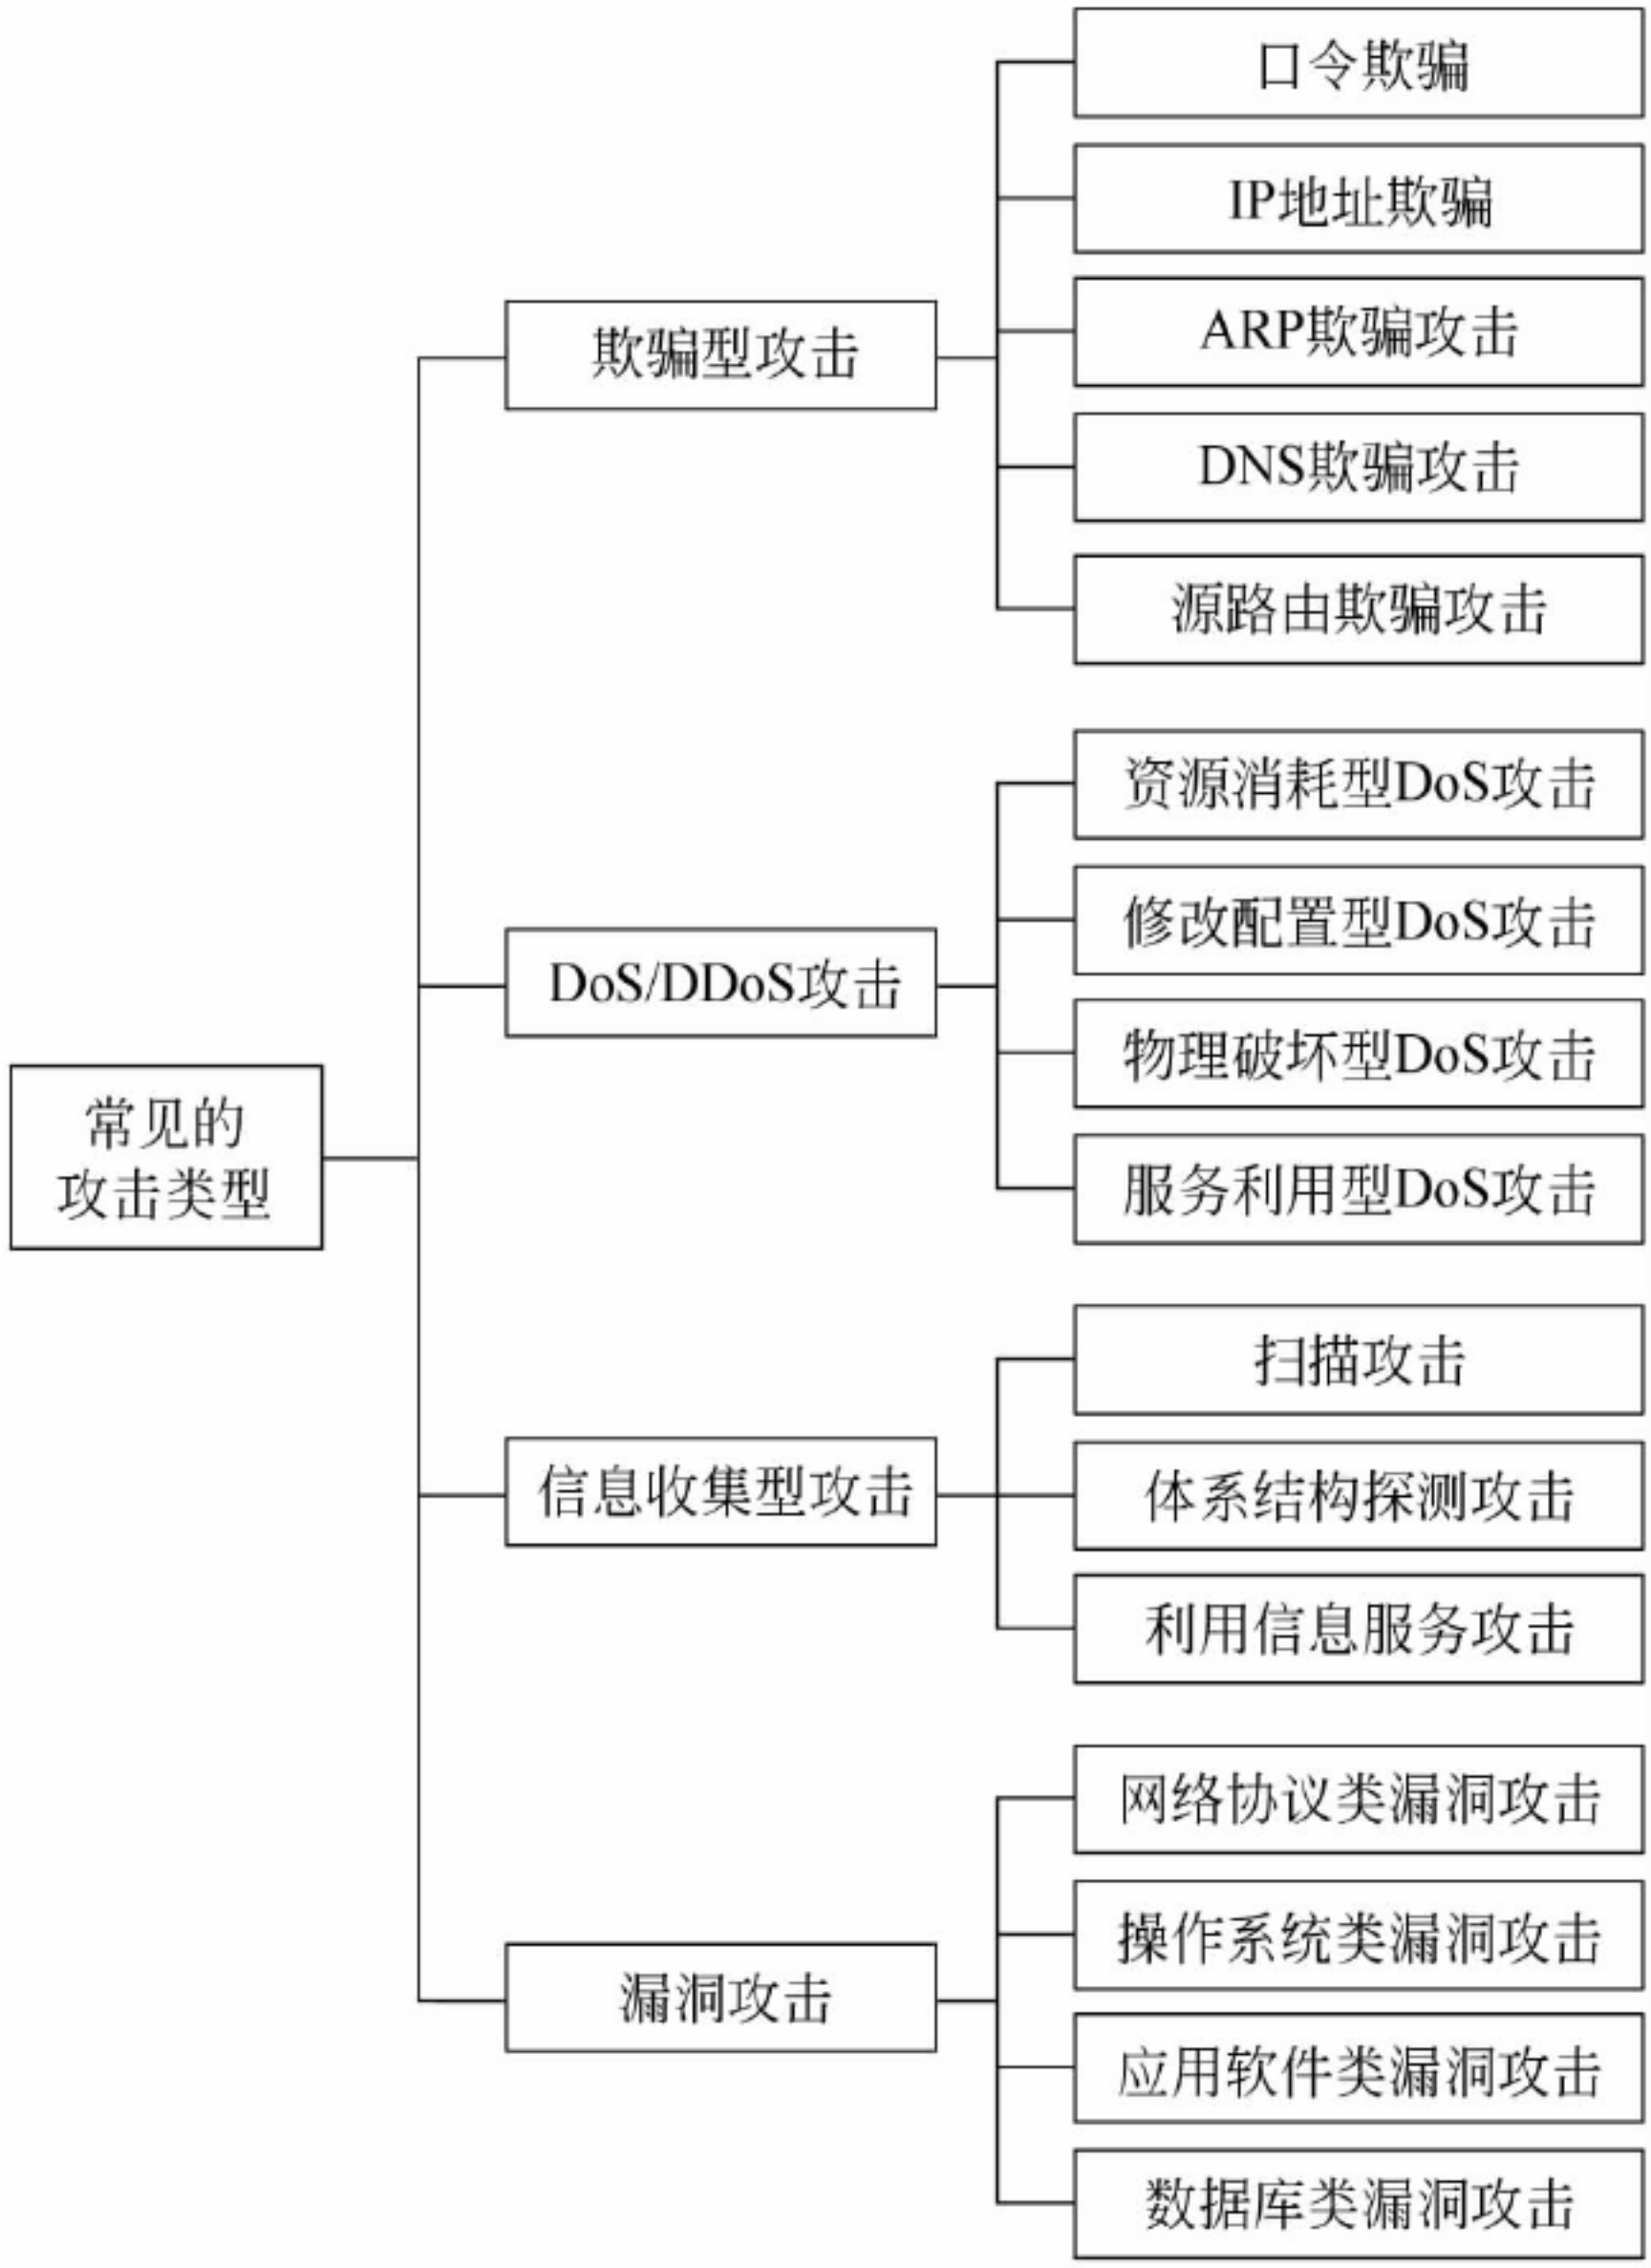 常见的
攻击类型
欺骗型攻击
口令欺骗
IP地址欺骗
ARP欺骗攻击
DNS欺骗攻击
源路由欺骗攻击
DoS/DDoS攻击
资源消耗型DoS攻击
修改配置型DoS攻击
物理破坏型DoS攻击
服务利用型DoS攻击
信息收集型攻击
扫描攻击
体系结构探测攻击
利用信息服务攻击
漏洞攻击
网络协议类漏洞攻击
操作系统类漏洞攻击
应用软件类漏洞攻击
数据库类漏洞攻击